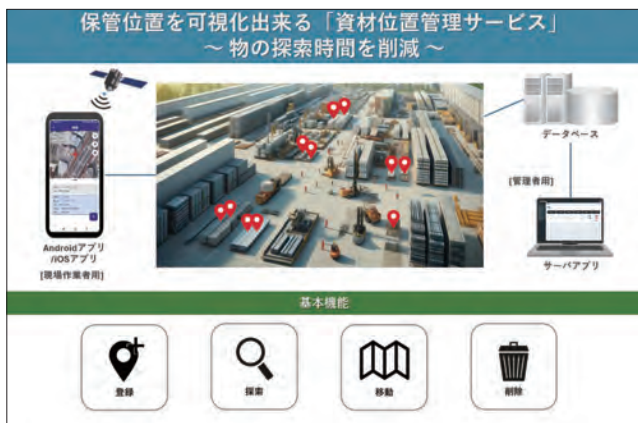 保管位置を可視化出来る「資材位置管理サービス」
～ 物の探索時間を削減 ～
データベース
[管理者用]
Androidアプリ
/iOSアプリ
[現場作業者用]
サーバアプリ
基本機能
登録
探索
移動
削除